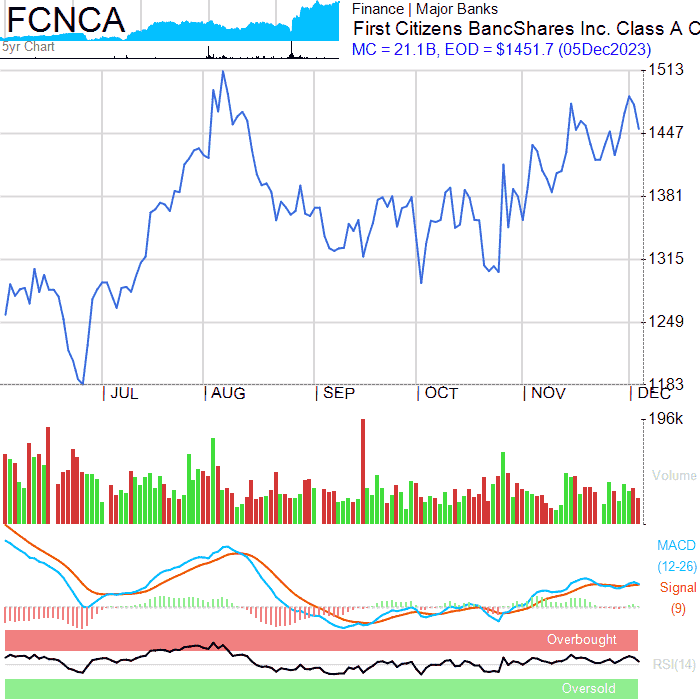 FCNCA
5yr Chart
Finance | Major Banks
First Citizens BancShares Inc. Class A C
MC = 21.1B, EOD = $1451.7 (05Dec2023)
1513
1447
1381
1315
1249
1183
JUL AUG SEP OCT NOV DEC
196k
Volume
MACD
(12-26)
Signal
(9)
Overbought
RSI(14)
Oversold